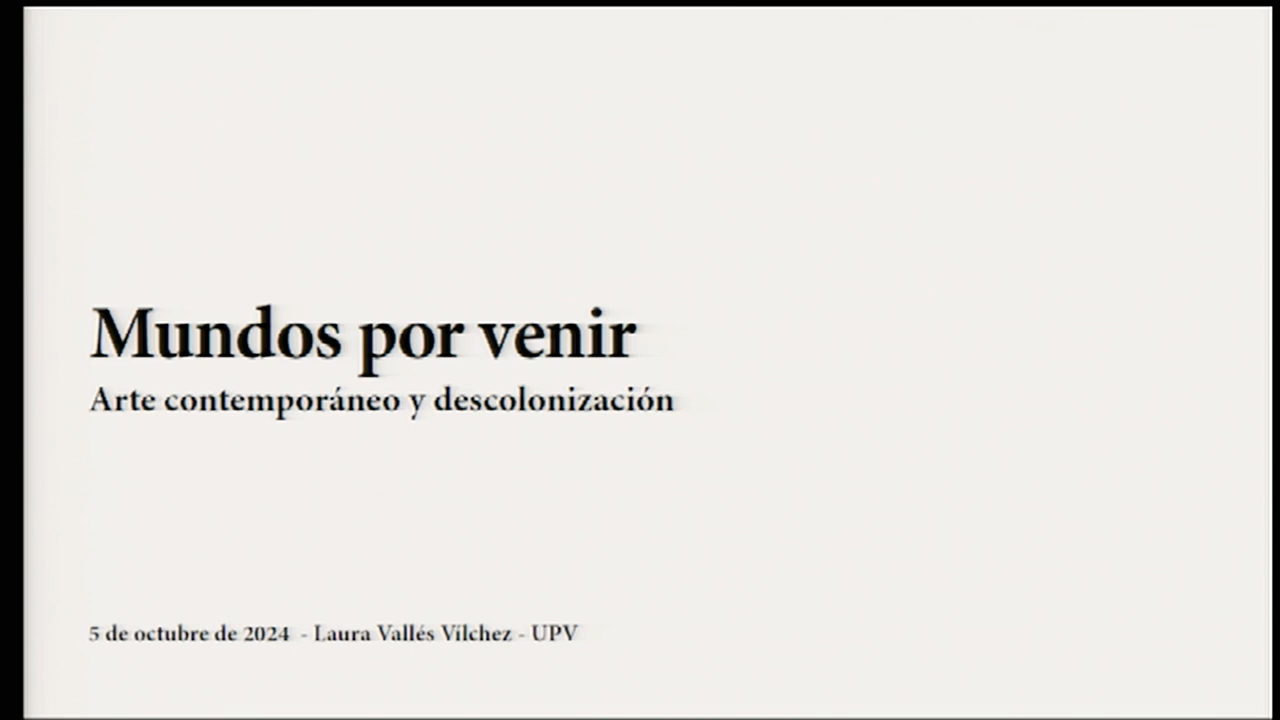 Mundos por venir
Arte contemporáneo y descolonización
5 de octubre de 2024 - Laura Vallés Vílchez - UPV